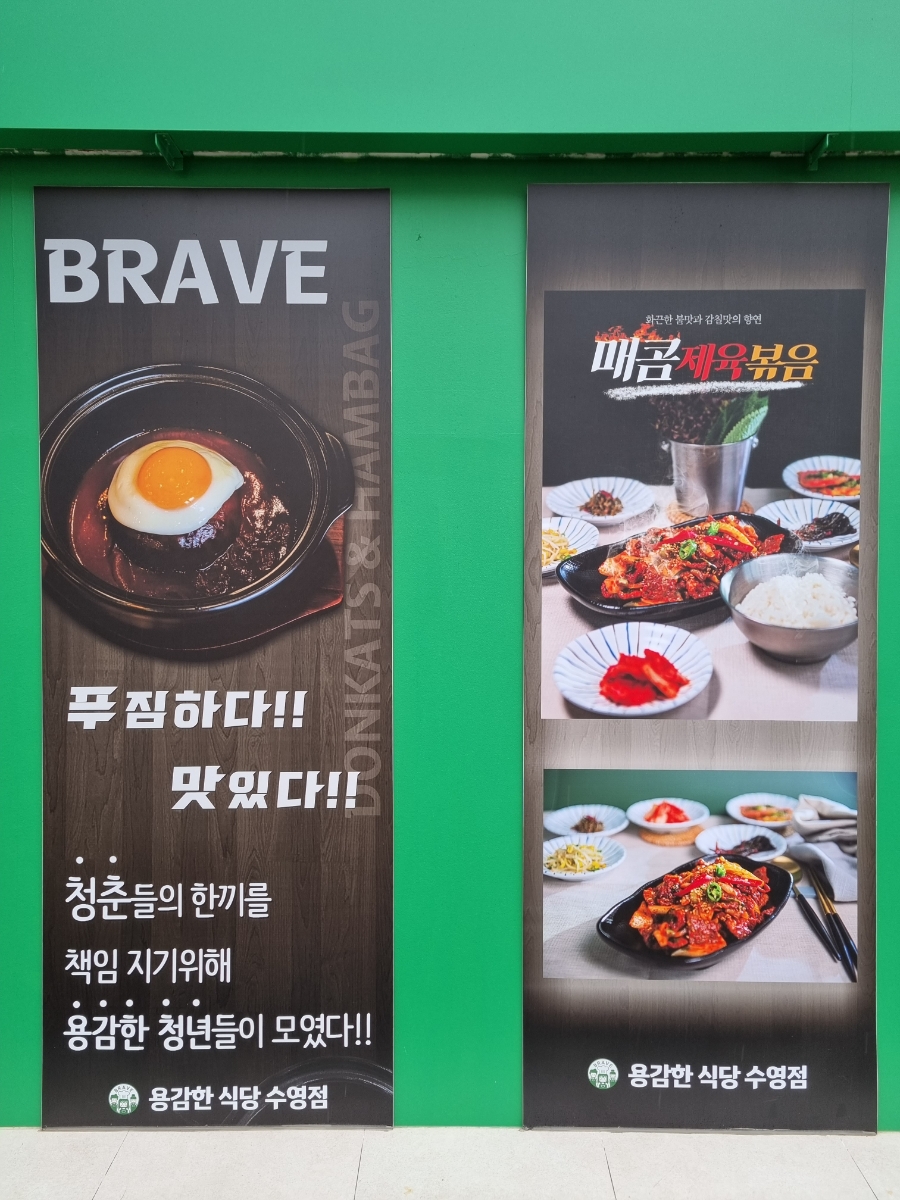 BRAVE
DONKATS & HAMBAG
푸짐하다!!
맛있다!!
청춘들의 한끼를
책임 지기위해
용감한 청년들이 모였다!!
BRAVE
용감한 식당 수영점
화끈한 불맛과 감칠맛의 향연
매콤제육볶음
BRAVE
용감한 식당 수영점